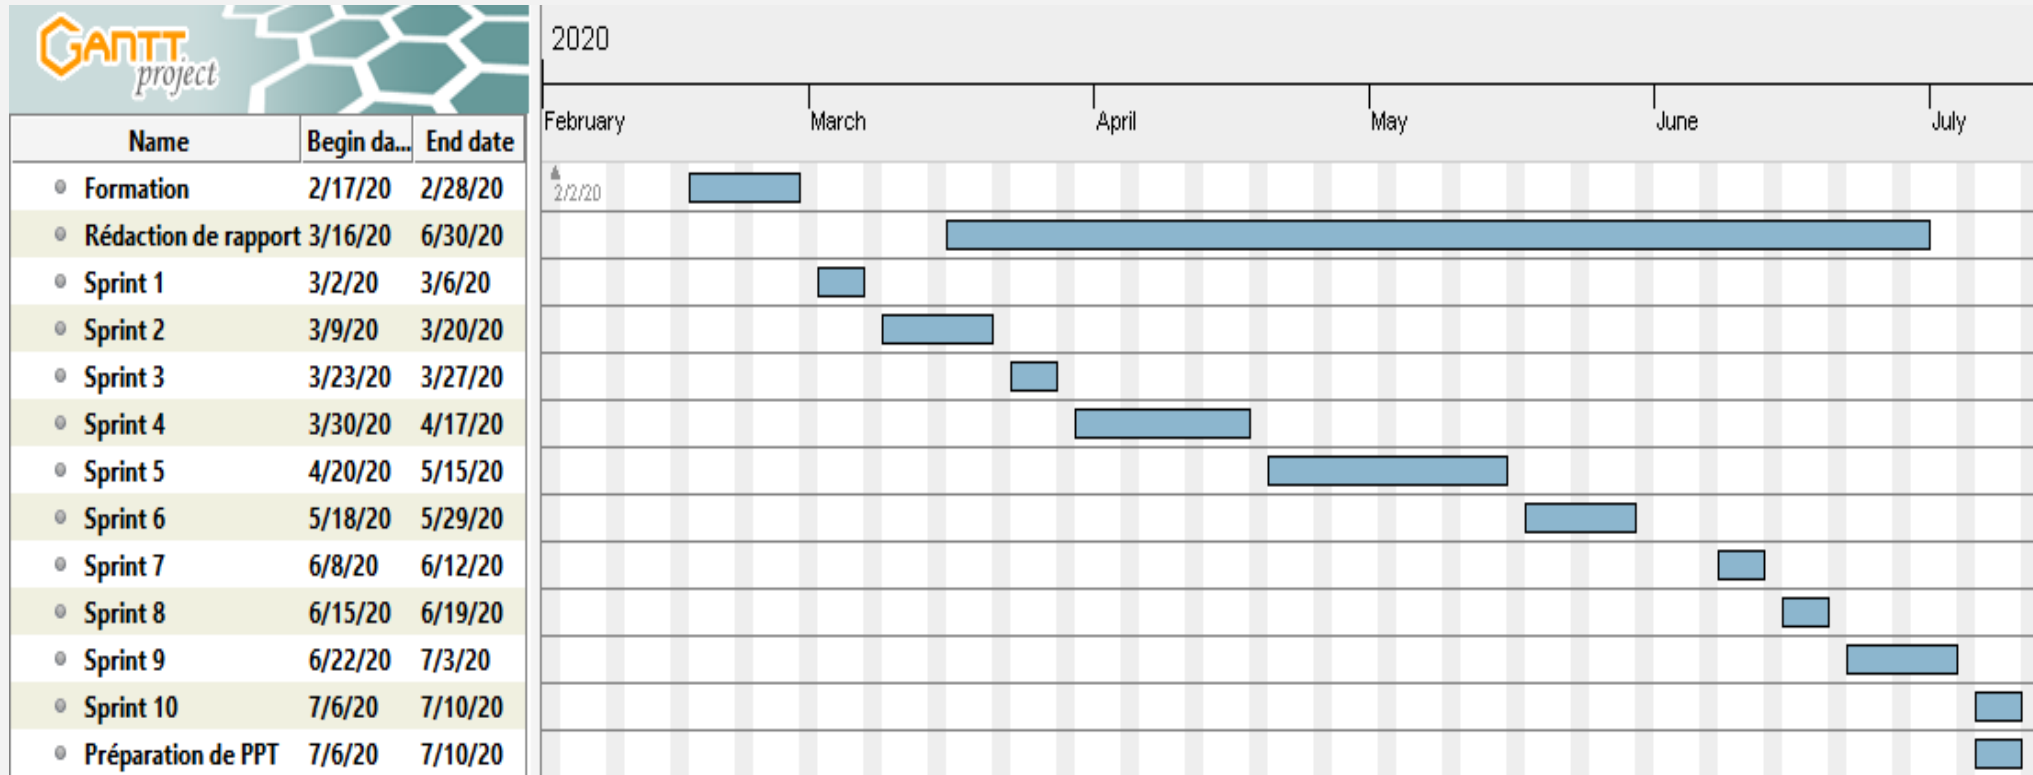 GANTT
project
2020
February March April May June July
Name Begin da... End date
2/2/20
Formation 2/17/20 2/28/20
Rédaction de rapport 3/16/20 6/30/20
Sprint 1 3/2/20 3/6/20
Sprint 2 3/9/20 3/20/20
Sprint 3 3/23/20 3/27/20
Sprint 4 3/30/20 4/17/20
Sprint 5 4/20/20 5/15/20
Sprint 6 5/18/20 5/29/20
Sprint 7 6/8/20 6/12/20
Sprint 8 6/15/20 6/19/20
Sprint 9 6/22/20 7/3/20
Sprint 10 7/6/20 7/10/20
Préparation de PPT 7/6/20 7/10/20